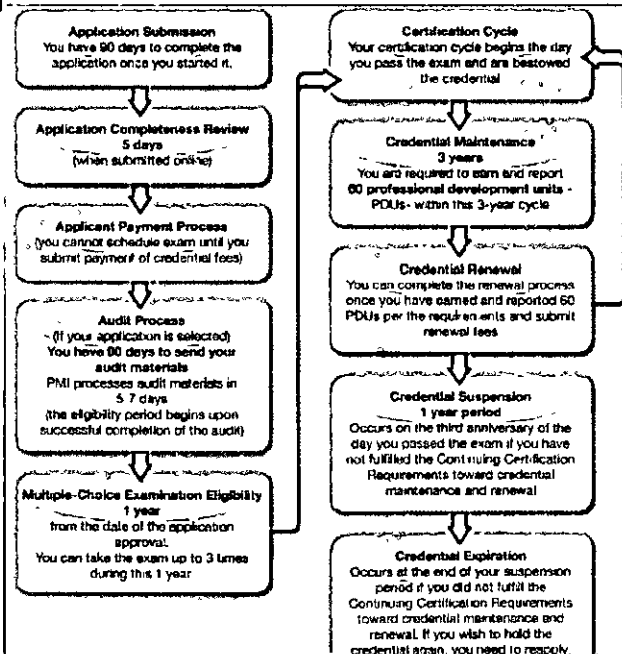 Application Submission
You have 90 days to complete the
application once you started it.
Application Completeness Review
5 days
(when submitted online)
Applicant Payment Process
(you cannot schedule exam until you
submit payment of credential fees)
Audit Process
(If your application is selected)
You have 90 days to send your
audit materials
PMI processes audit materials in
5 7 days
(the eligibility period begins upon
successful completion of the audit)
Multiple-Choice Examination Eligibility
1 year
from the date of the application
approval.
You can take the exam up to 3 times
during this 1 year
Certification Cycle
Your certification cycle begins the day
you pass the exam and are bestowed
the credential
Credential Maintenance
3 years
You are required to earn and report
60 professional development units -
PDUs- within this 3-year cycle
Credential Renewal
You can complete the renewal process
once you have earned and reported 60
PDUs per the requirements and submit
renewal fees
Credential Suspension
1 year period
Occurs on the third anniversary of the
day you passed the exam if you have
not fulfilled the Continuing Certification
Requirements toward credential
maintenance and renewal
Credential Expiration
Occurs at the end of your suspension
period if you did not fulfill the
Continuing Certification Requirements
toward credential maintenance and
renewal. If you wish to hold the
credential again, you need to reapply.